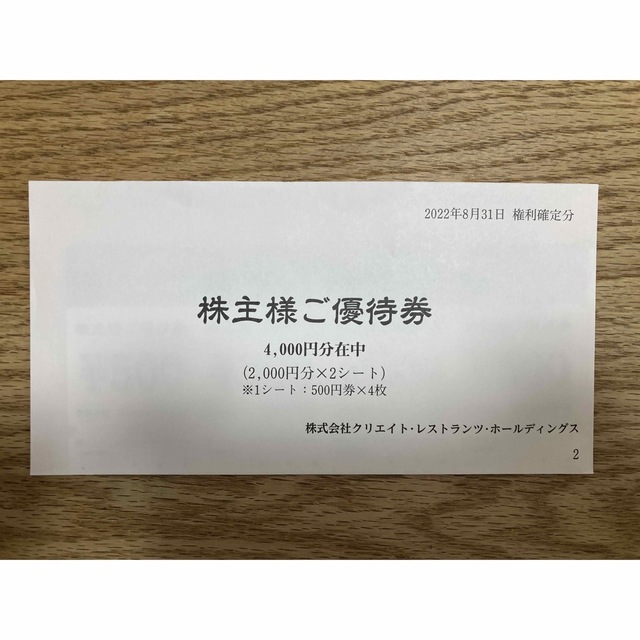 2022年8月31日 権利確定分
株主様ご優待券
4,000円分在中
(2,000円分×2シート)
※1シート：500円券×4枚
株式会社クリエイト・レストランツ・ホールディングス
2